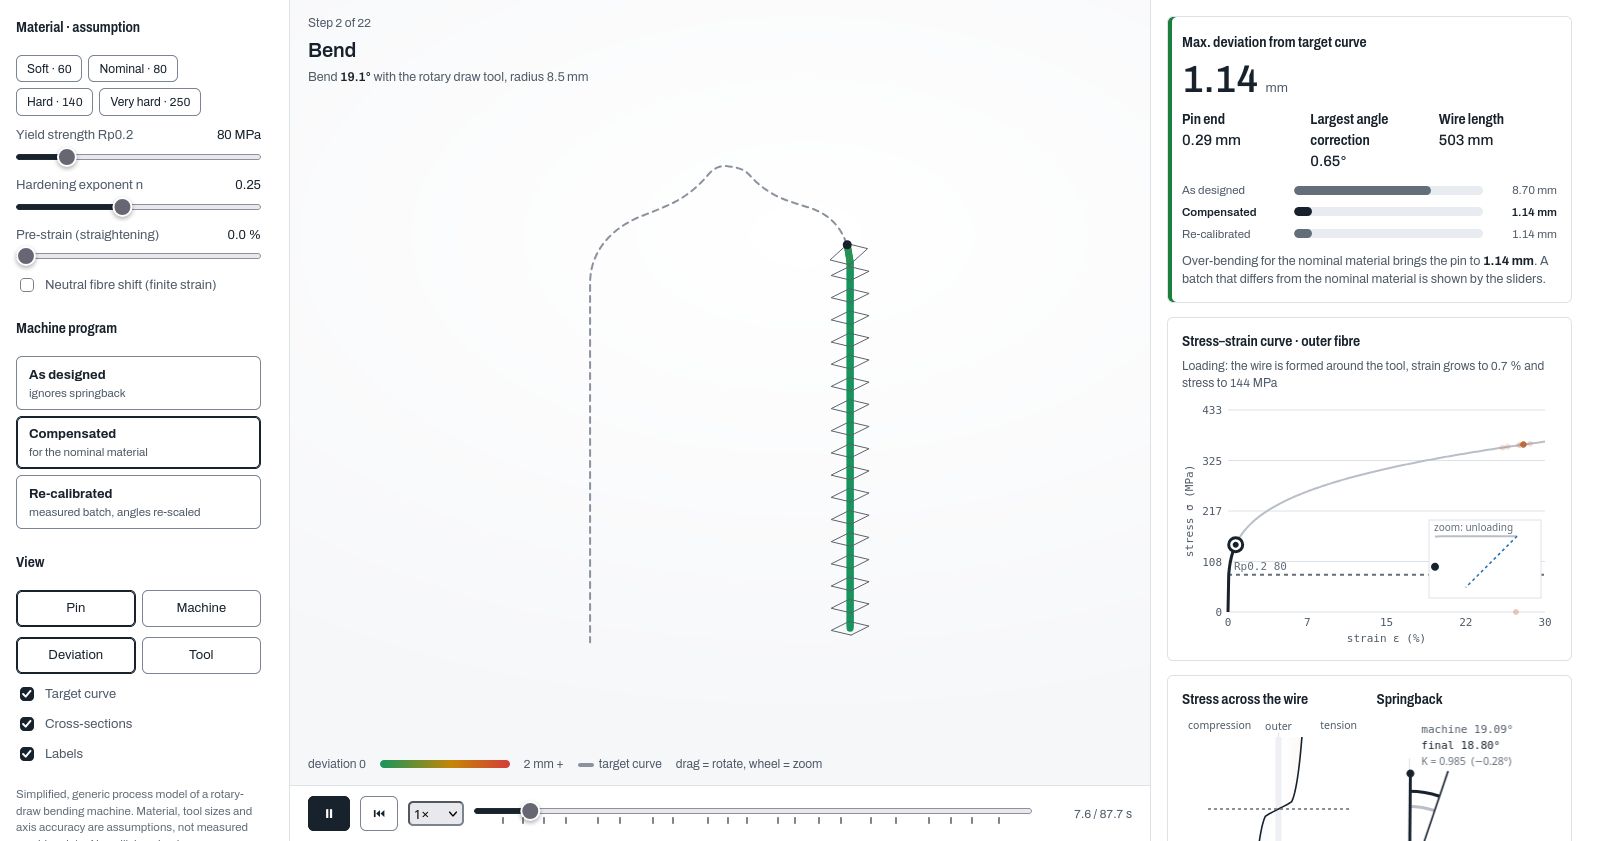 Material · assumption
Soft · 60
Nominal · 80
Hard · 140
Very hard · 250
Yield strength Rp0.2 80 MPa
Hardening exponent n 0.25
Pre-strain (straightening) 0.0 %
Neutral fibre shift (finite strain)
Machine program
As designed
ignores springback
Compensated
for the nominal material
Re-calibrated
measured batch, angles re-scaled
View
Pin
Machine
Deviation
Tool
Target curve
Cross-sections
Labels
Simplified, generic process model of a rotary-
draw bending machine. Material, tool sizes and
axis accuracy are assumptions, not measured
Step 2 of 22
Bend
Bend 19.1° with the rotary draw tool, radius 8.5 mm
deviation 0
2 mm +
target curve
drag = rotate, wheel = zoom
1×
7.6 / 87.7 s
Max. deviation from target curve
1.14 mm
Pin end
0.29 mm
Largest angle
correction
0.65°
Wire length
503 mm
As designed 8.70 mm
Compensated 1.14 mm
Re-calibrated 1.14 mm
Over-bending for the nominal material brings the pin to 1.14 mm. A
batch that differs from the nominal material is shown by the sliders.
Stress–strain curve · outer fibre
Loading: the wire is formed around the tool, strain grows to 0.7 % and
stress to 144 MPa
433
325
217
108
0
stress σ (MPa)
Rp0.2 80
zoom: unloading
0 7 15 22 30
strain ε (%)
Stress across the wire
compression outer tension
Springback
machine 19.09°
final 18.80°
K = 0.985 (−0.28°)